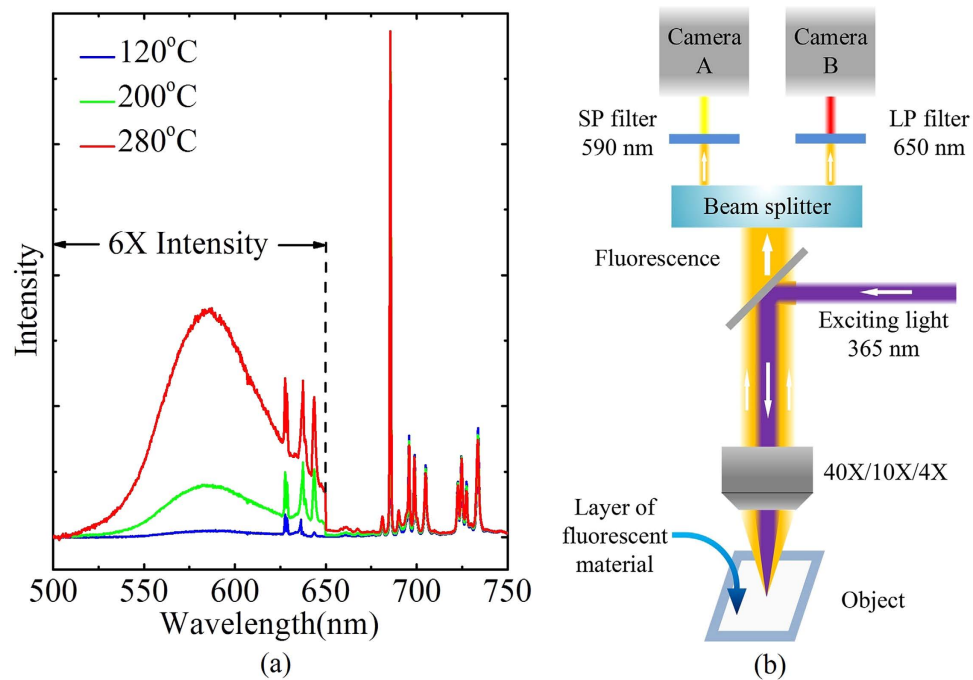 120°C
200°C
280°C
6X Intensity
Intensity
500 550 600 650 700 750
Wavelength(nm)
(a)
Camera
A
Camera
B
SP filter
590 nm
LP filter
650 nm
Beam splitter
Fluorescence
Exciting light
365 nm
40X/10X/4X
Layer of
fluorescent
material
Object
(b)